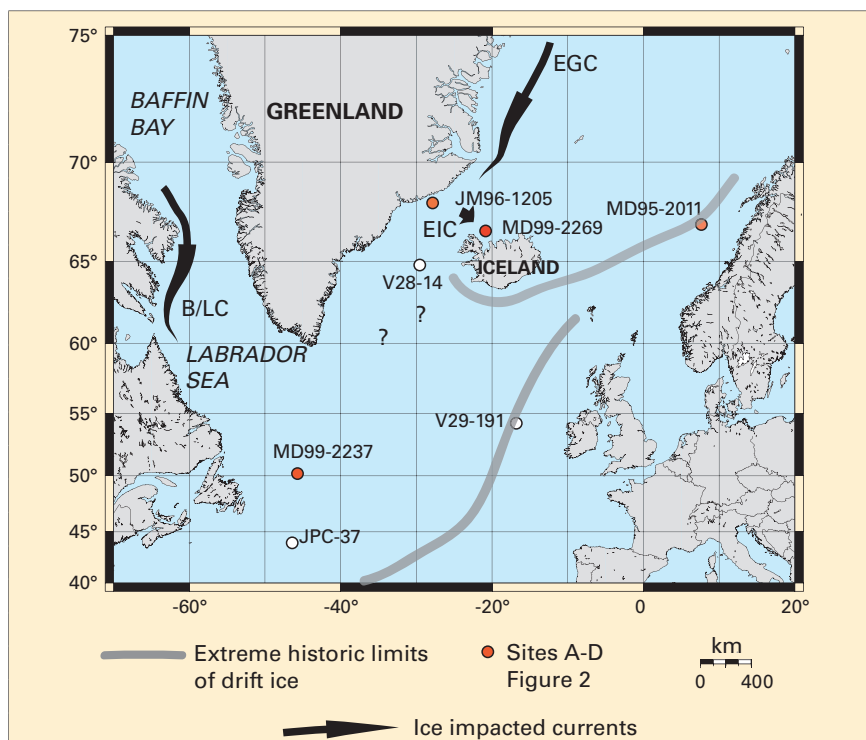 75°
70°
65°
60°
55°
50°
45°
40°
-60°
-40°
-20°
0
20°
BAFFIN
BAY
GREENLAND
EGC
JM96-1205
EIC
MD99-2269
MD95-2011
ICELAND
V28-14
B/LC
?
?
LABRADOR
SEA
V29-191
MD99-2237
JPC-37
Extreme historic limits
of drift ice
Sites A-D
Figure 2
km
0 400
Ice impacted currents